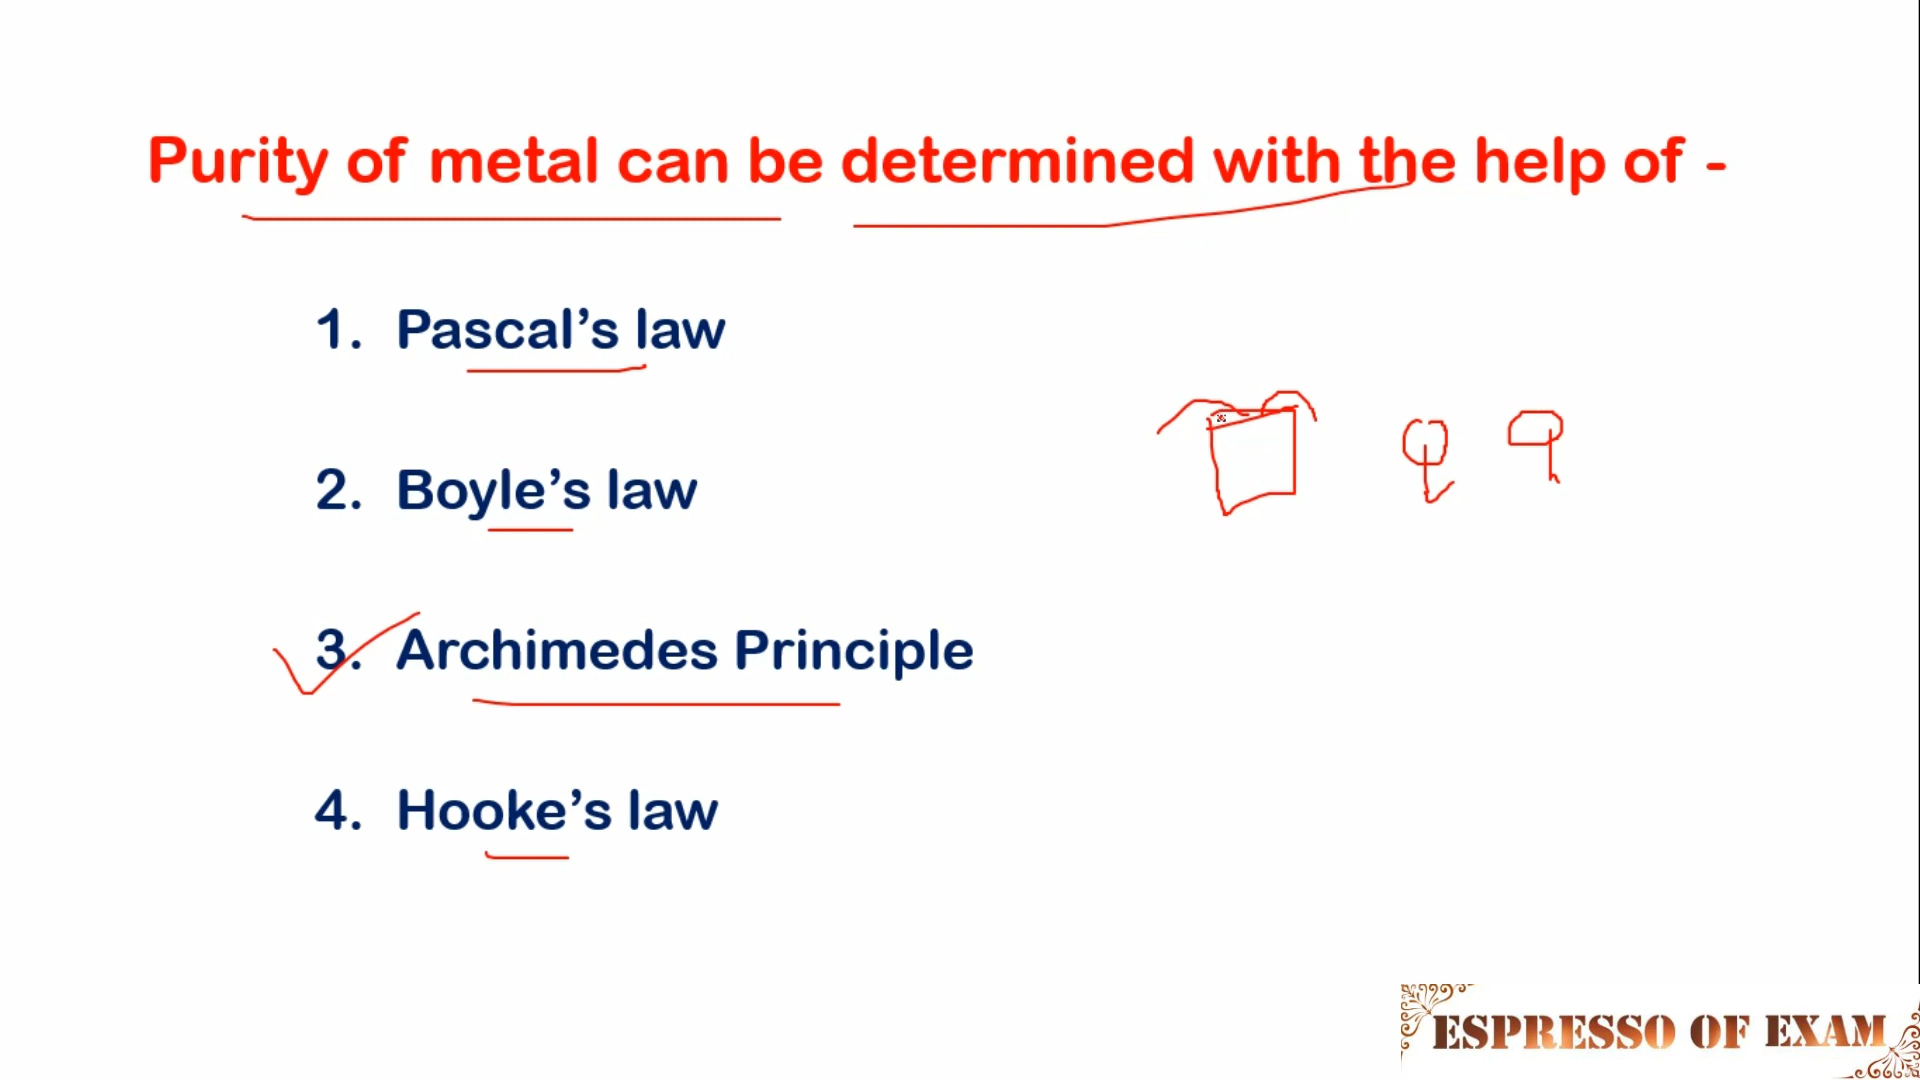 Purity of metal can be determined with the help of -
1. Pascal’s law
2. Boyle’s law
3. Archimedes Principle
4. Hooke’s law
ESPRESSO OF EXAM